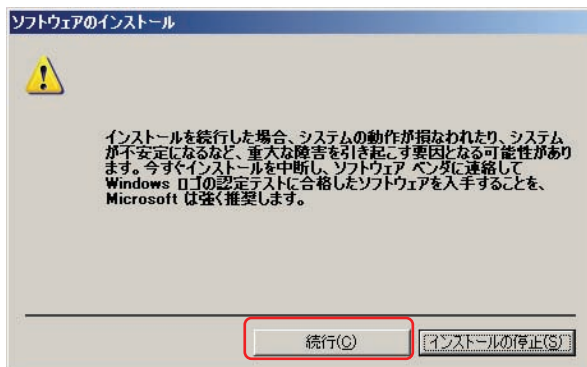 ソフトウェアのインストール
インストールを続行した場合、システムの動作が損なわれたり、システム
が不安定になるなど、重大な障害を引き起こす要因となる可能性があり
ます。今すぐインストールを中断し、ソフトウェア ベンダに連絡して
Windows ロゴの認定テストに合格したソフトウェアを入手することを、
Microsoft は強く推奨します。
続行(C)
インストールの停止(S)